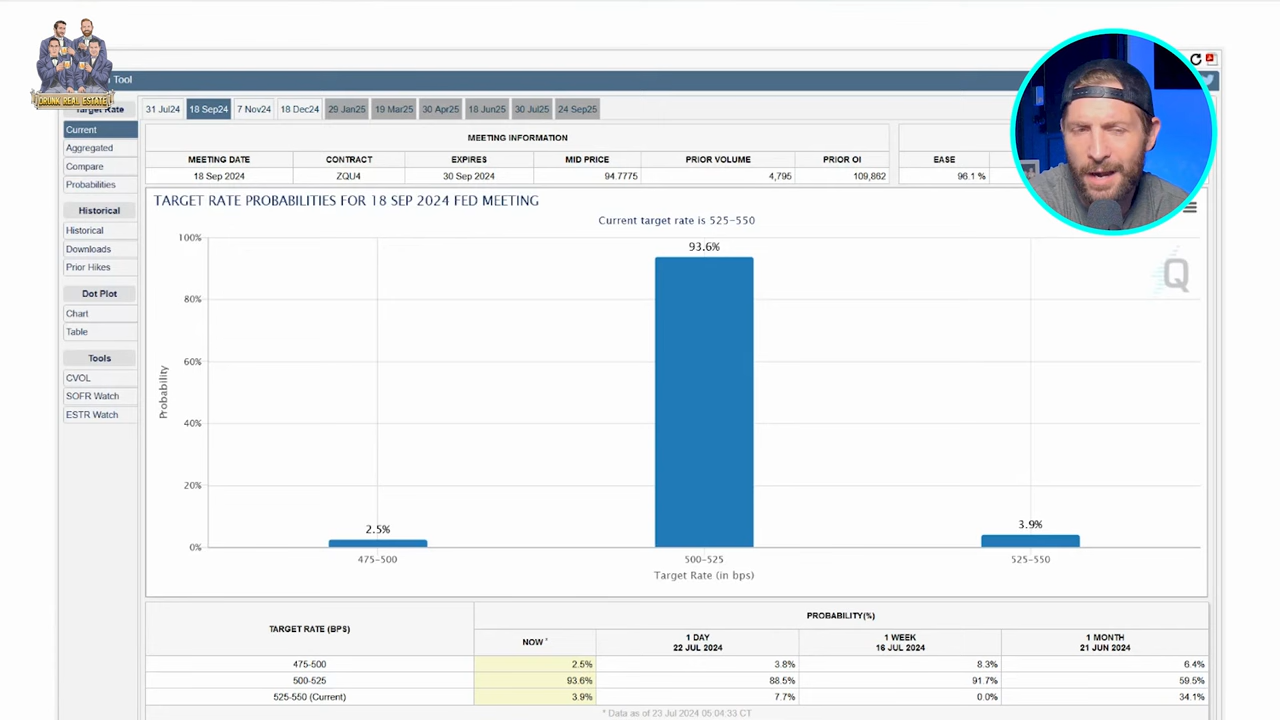 DRUNK REAL ESTATE
Tool
Target Rate
Current
Aggregated
Compare
Probabilities
Historical
Historical
Downloads
Prior Hikes
Dot Plot
Chart
Table
Tools
CVOL
SOFR Watch
ESTR Watch
31 Jul24 18 Sep24 7 Nov24 18 Dec24 29 Jan25 19 Mar25 30 Apr25 18 Jun25 30 Jul25 24 Sep25
MEETING INFORMATION
MEETING DATE CONTRACT EXPIRES MID PRICE PRIOR VOLUME PRIOR OI EASE
18 Sep 2024 ZQU4 30 Sep 2024 94.7775 4,795 109,862 96.1 %
TARGET RATE PROBABILITIES FOR 18 SEP 2024 FED MEETING
Current target rate is 525-550
Probability
100%
80%
60%
40%
20%
0%
2.5%
93.6%
3.9%
475-500 500-525 525-550
Target Rate (in bps)
Q
TARGET RATE (BPS) PROBABILITY(%)
NOW * 1 DAY 22 JUL 2024 1 WEEK 16 JUL 2024 1 MONTH 21 JUN 2024
475-500 2.5% 3.8% 8.3% 6.4%
500-525 93.6% 88.5% 91.7% 59.5%
525-550 (Current) 3.9% 7.7% 0.0% 34.1%
* Data as of 23 Jul 2024 05:04:33 CT